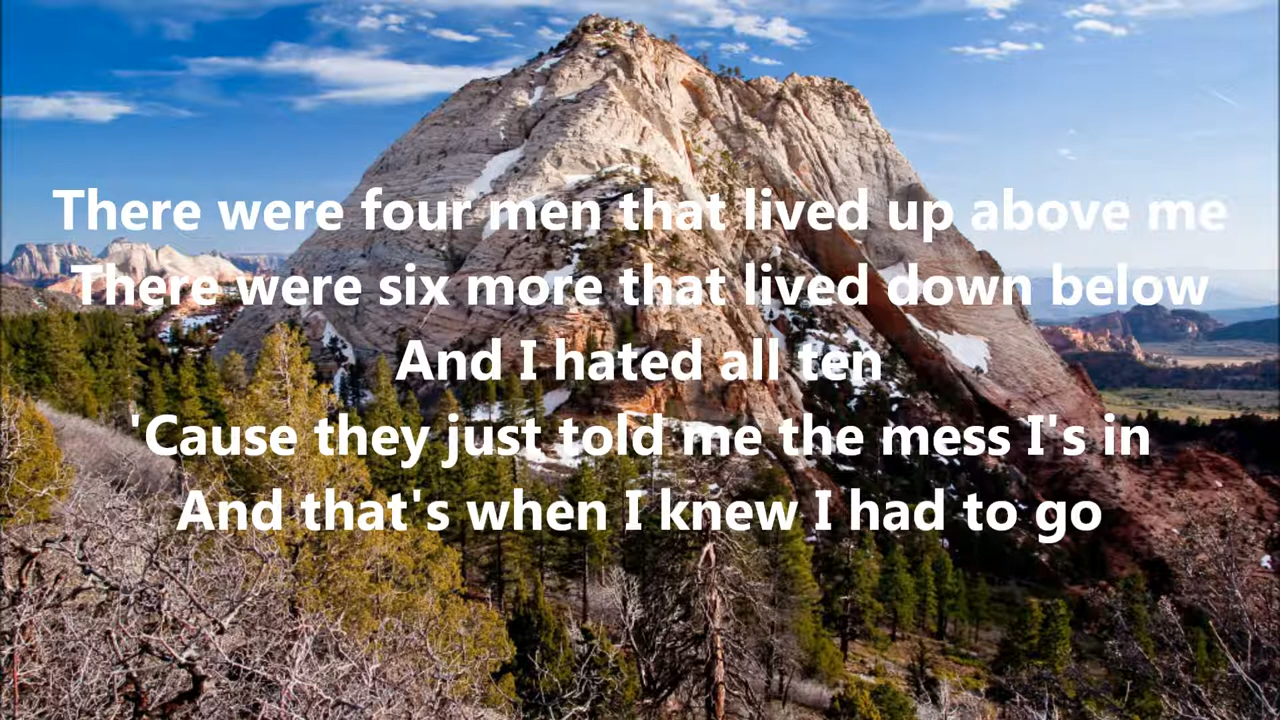 There were four men that lived up above me
There were six more that lived down below
And I hated all ten
'Cause they just told me the mess I's in
And that's when I knew I had to go